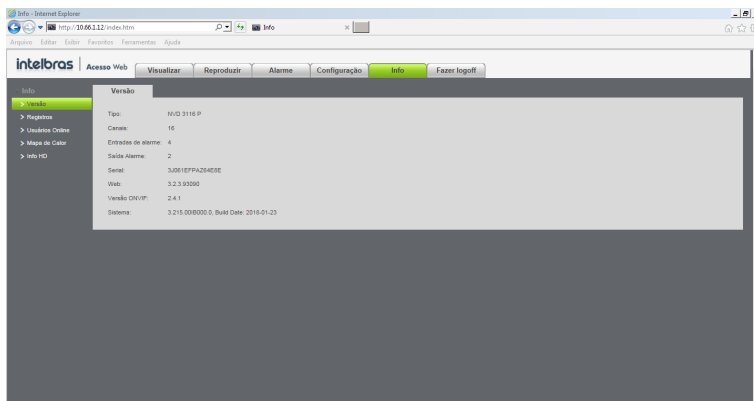 Info - Internet Explorer
http://10.66.1.12/index.htm
Info
Arquivo Editar Exibir Favoritos Ferramentas Ajuda
intelbras Acesso Web Visualizar Reproduzir Alarme Configuração Info Fazer logoff
Info
Versão
> Versão
> Registros
> Usuários Online
> Mapa de Calor
> Info HD
Tipo: NVD 3116 P
Canais: 16
Entradas de alarme: 4
Saída Alarme: 2
Serial: 3J061EFPAZ64E8E
Web: 3.2.3.93090
Versão ONVIF: 2.4.1
Sistema: 3.215.00IB000.0, Build Date: 2018-01-23